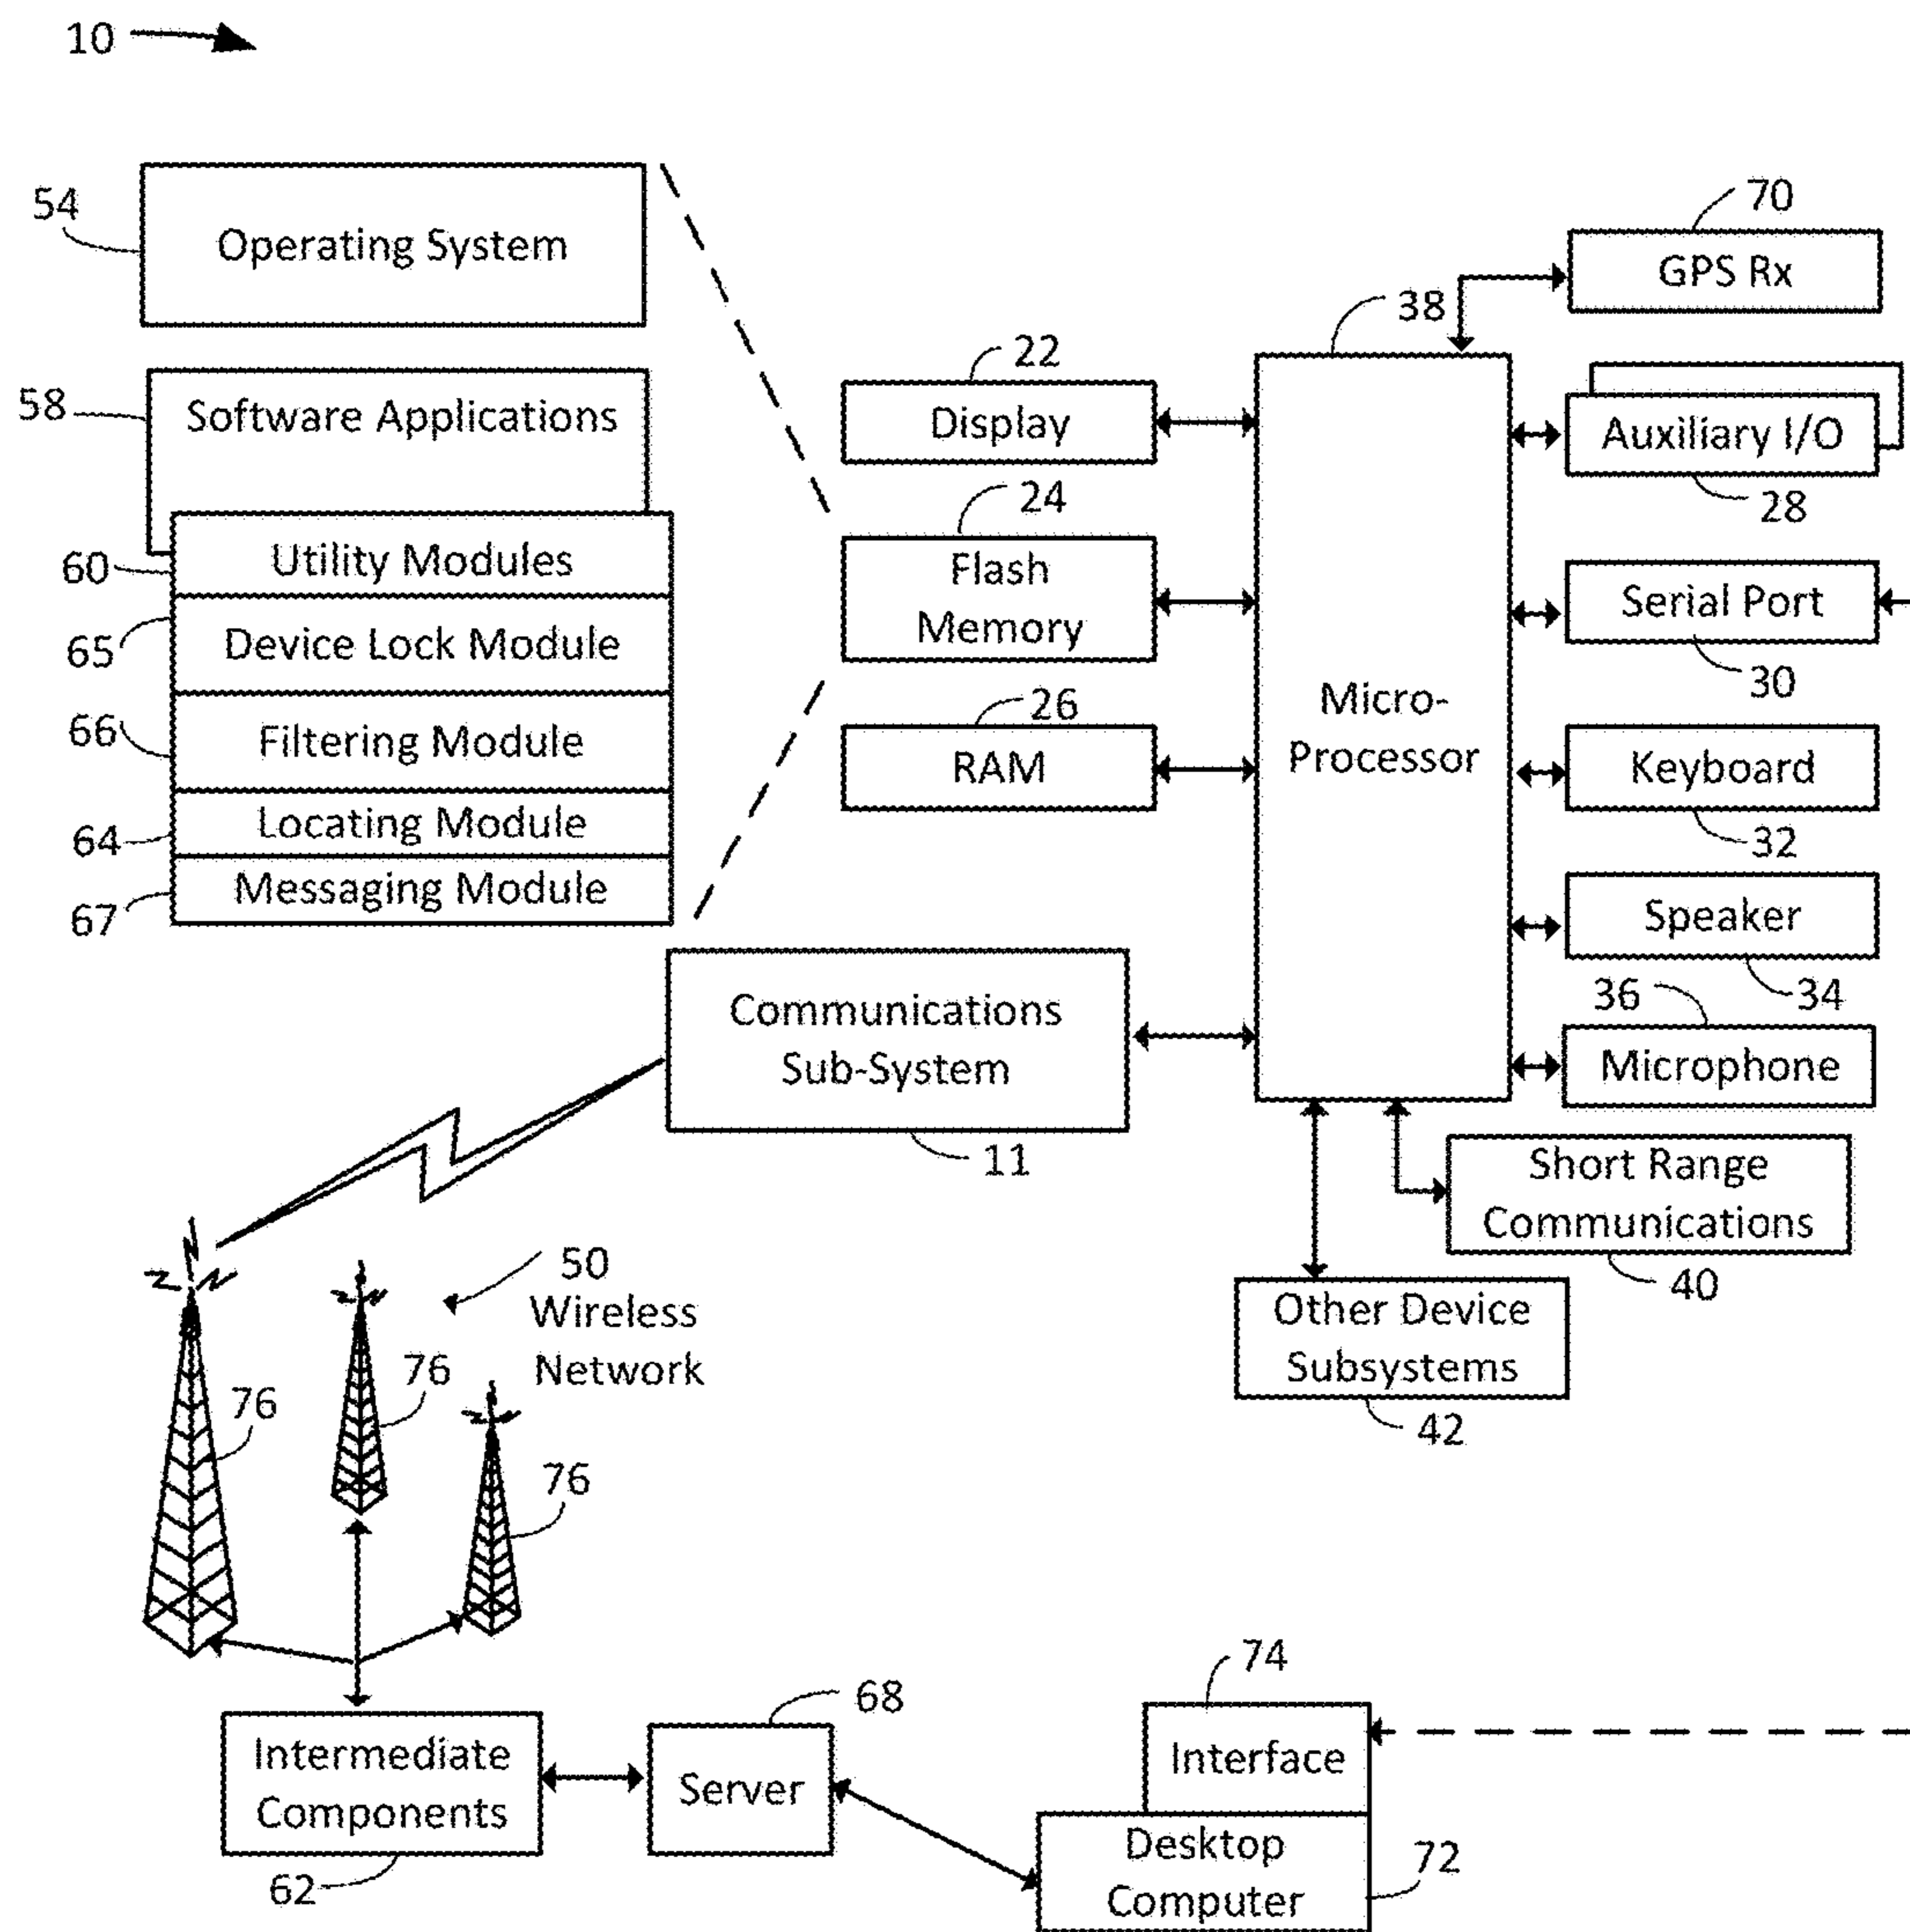 10
54
Operating System
58
Software Applications
60
Utility Modules
65
Device Lock Module
66
Filtering Module
64
Locating Module
67
Messaging Module
22
Display
24
Flash
Memory
26
RAM
38
Micro-
Processor
70
GPS Rx
Auxiliary I/O
28
Serial Port
30
Keyboard
32
Speaker
34
36
Microphone
Communications
Sub-System
11
Short Range
Communications
40
Other Device
Subsystems
42
50
Wireless
Network
76
76
76
Intermediate
Components
62
68
Server
74
Interface
Desktop
Computer
72